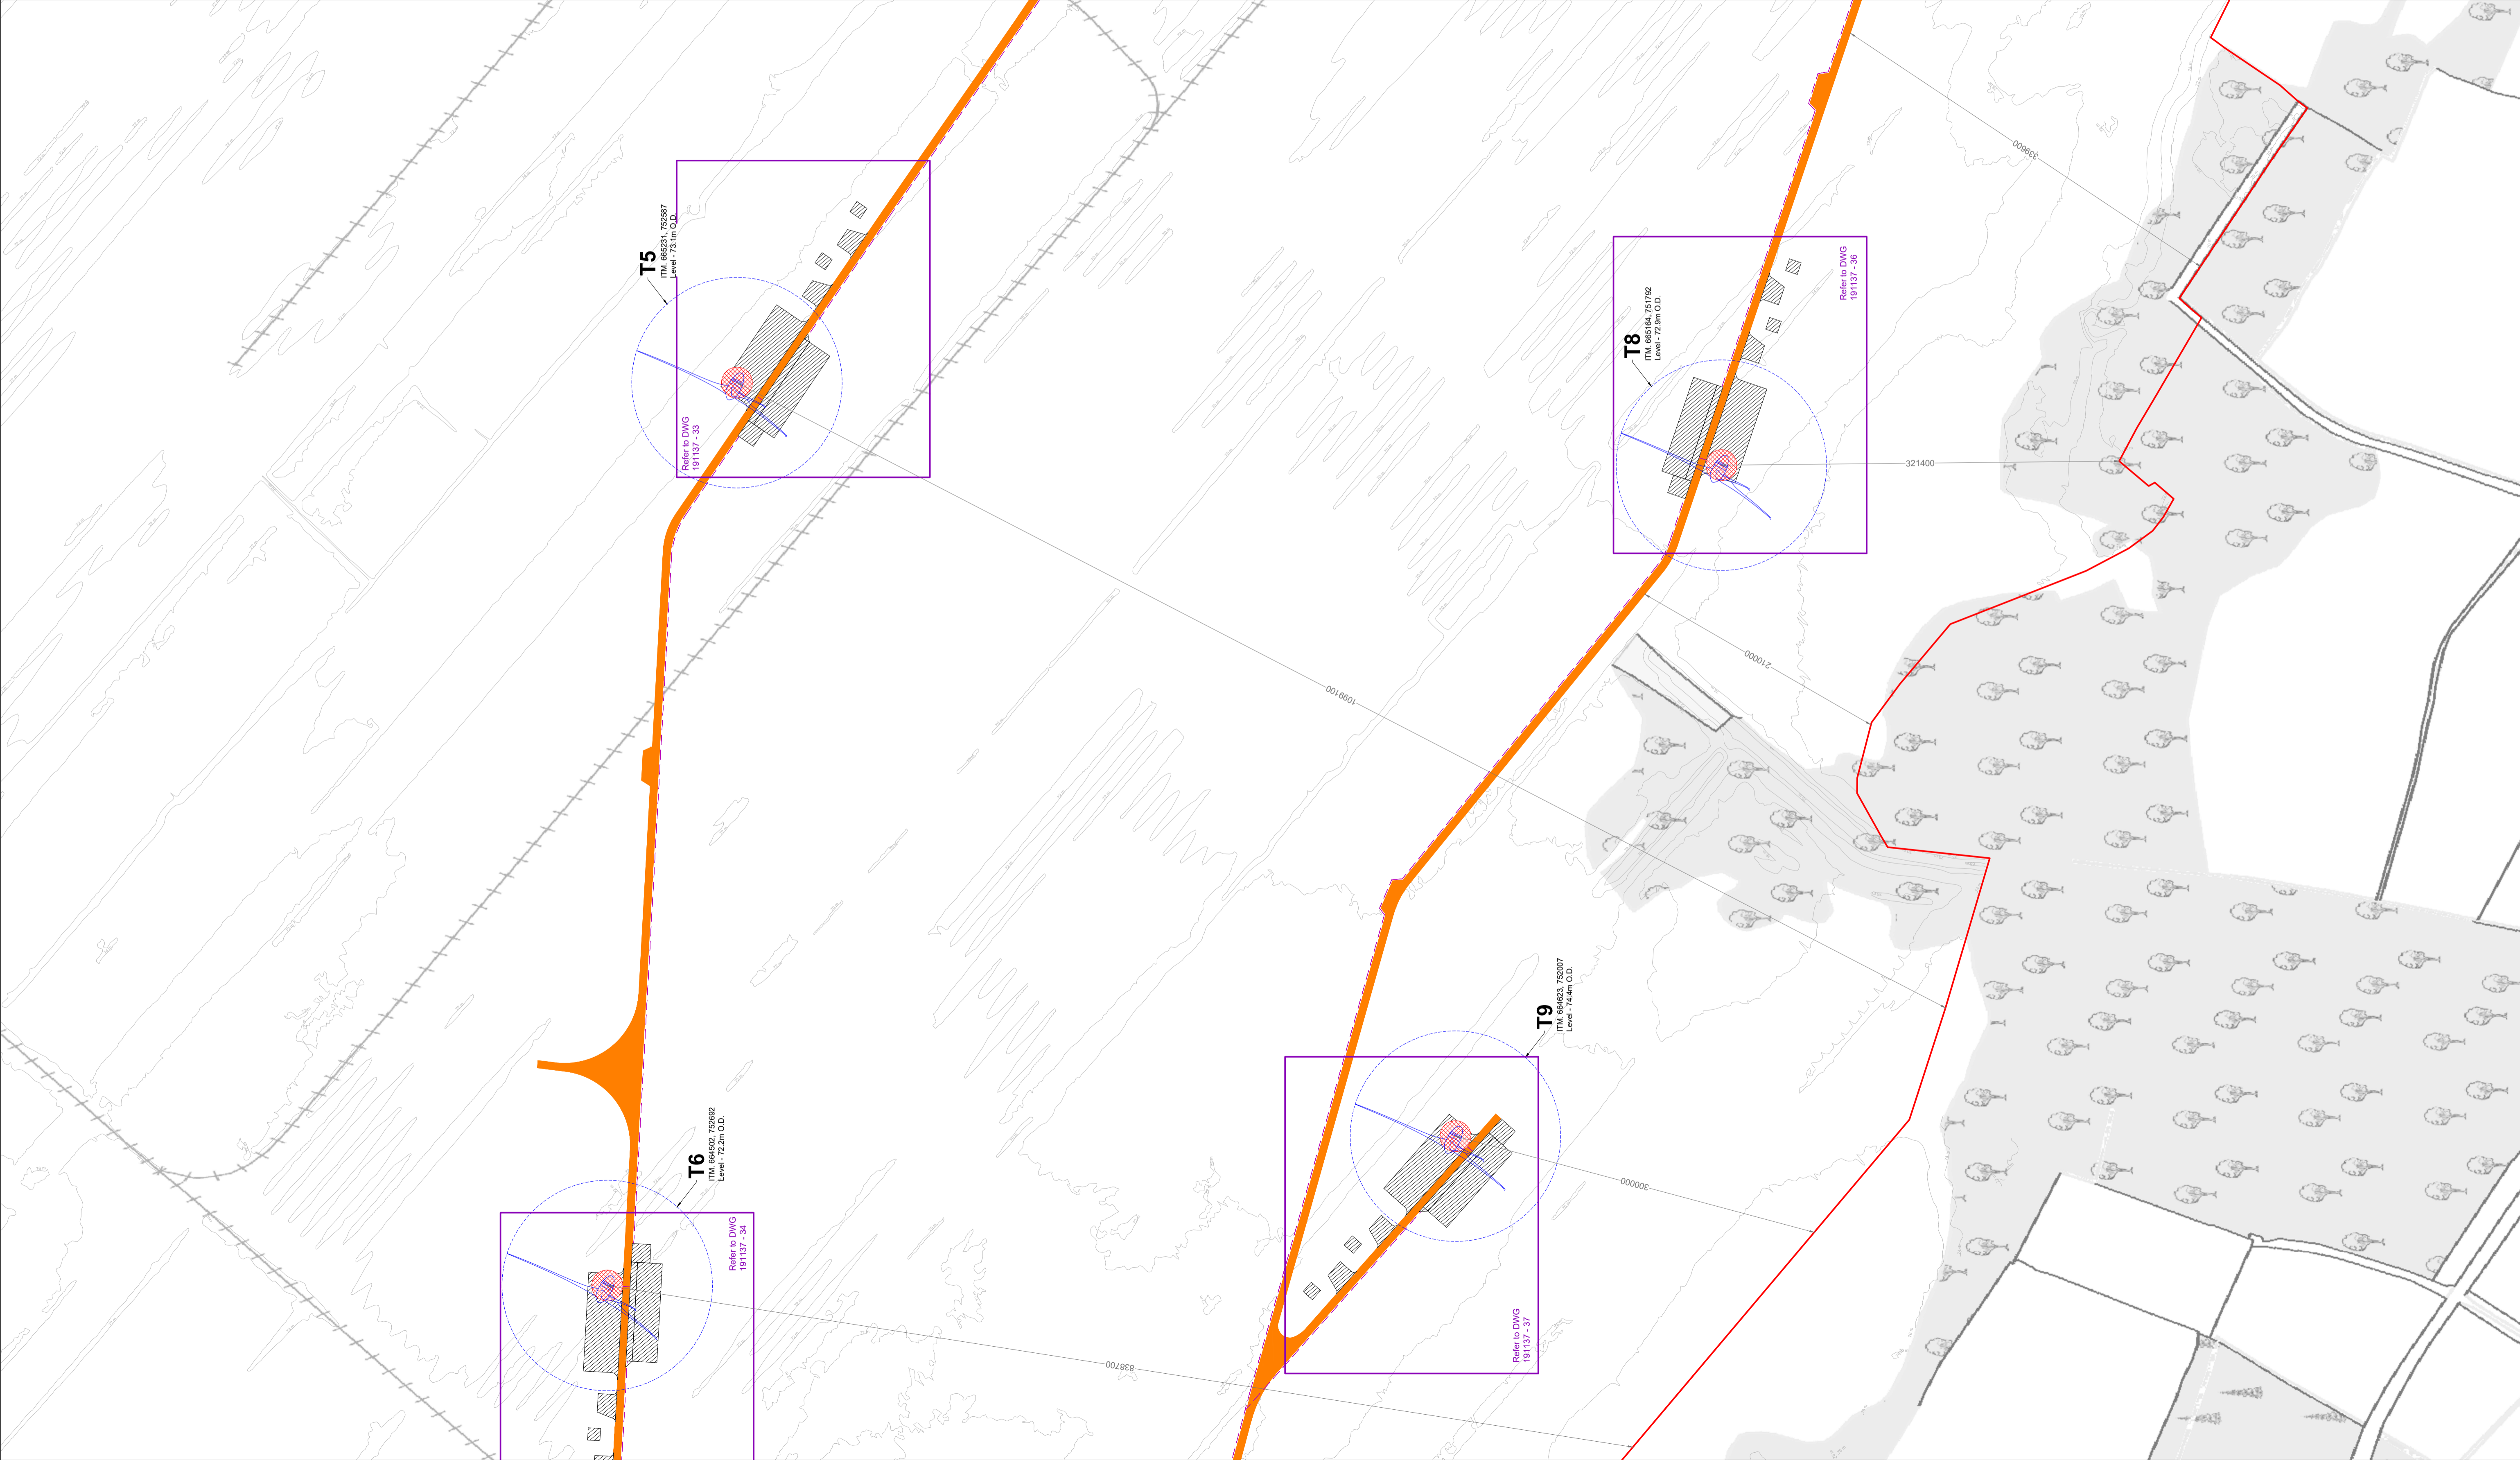 T5
ITM. 665231, 752587
Level - 73.1m O.D.
Refer to DWG
191137 - 33
T8
ITM. 665164, 751792
Level - 72.9m O.D.
Refer to DWG
191137 - 36
339600
321400
210000
1099100
T9
ITM. 664623, 752007
Level - 74.4m O.D.
Refer to DWG
191137 - 37
300000
T6
ITM. 664502, 752692
Level - 72.2m O.D.
Refer to DWG
191137 - 34
838700